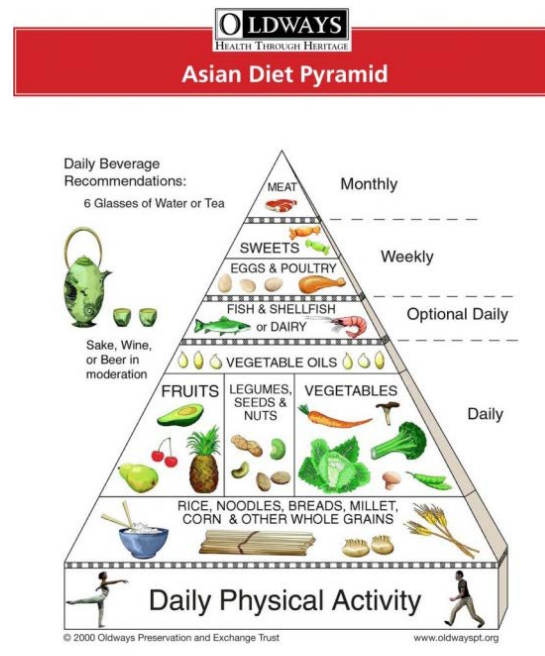 OLDWAYS
HEALTH THROUGH HERITAGE
Asian Diet Pyramid
Daily Beverage
Recommendations:
6 Glasses of Water or Tea
Sake, Wine,
or Beer in
moderation
MEAT
Monthly
SWEETS
EGGS & POULTRY
Weekly
FISH & SHELLFISH
or DAIRY
Optional Daily
VEGETABLE OILS
FRUITS
LEGUMES,
SEEDS &
NUTS
VEGETABLES
Daily
RICE, NOODLES, BREADS, MILLET,
CORN & OTHER WHOLE GRAINS
Daily Physical Activity
© 2000 Oldways Preservation and Exchange Trust
www.oldwayspt.org